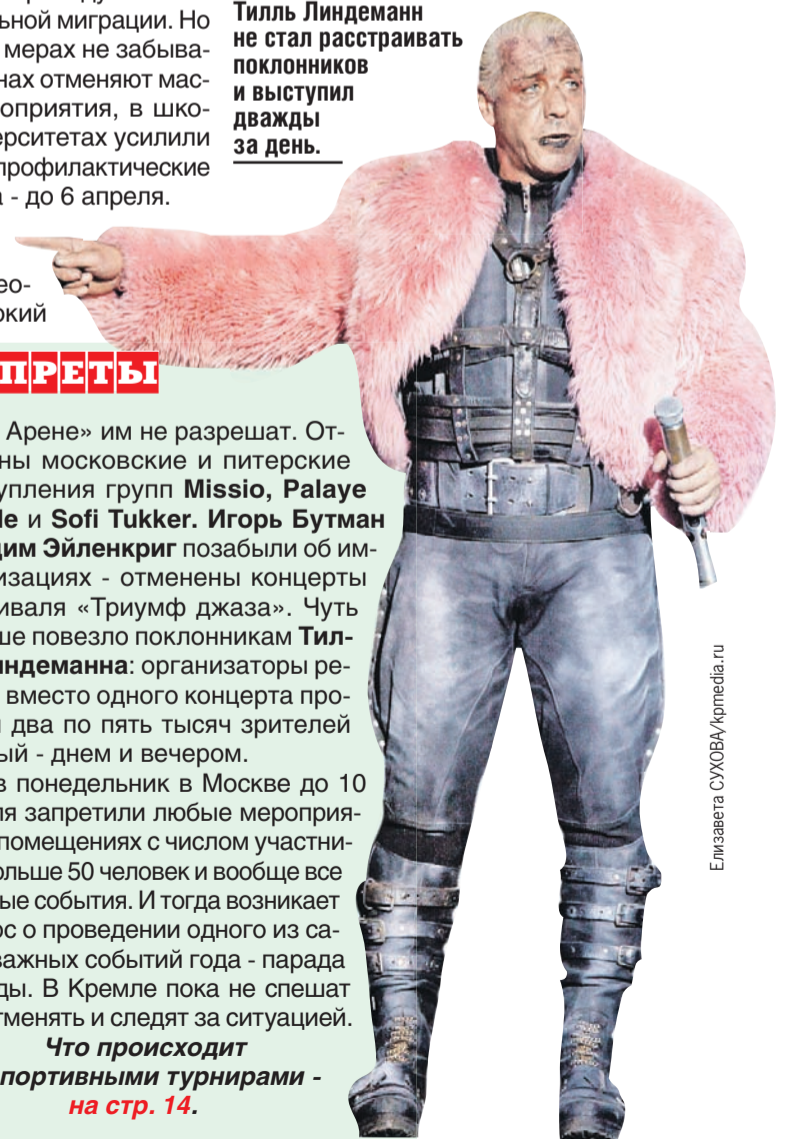 Тилль Линдеманн
не стал расстраивать
поклонников
и выступил
дважды
за день.
ьной миграции. Но
мерах не забыва-
нах отменяют мас-
оприятия, в шко-
ерситетах усилили
профилактические
а - до 6 апреля.
ео-
окий
ПРЕТЫ
Арене» им не разрешат. От-
ны московские и питерские
упления групп Missio, Palaye
le и Sofi Tukker. Игорь Бутман
дим Эйленкриг позабыли об им-
изациях - отменены концерты
иваля «Триумф джаза». Чуть
ше повезло поклонникам Тил-
индеманна: организаторы ре-
вместо одного концерта про-
и два по пять тысяч зрителей
ый - днем и вечером.
в понедельник в Москве до 10
ля запретили любые мероприя-
помещениях с числом участни-
ольше 50 человек и вообще все
ые события. И тогда возникает
ос о проведении одного из са-
важных событий года - парада
ды. В Кремле пока не спешат
тменять и следят за ситуацией.
Что происходит
портивными турнирами -
на стр. 14.
Елизавета СУХОВА/kpmedia.ru